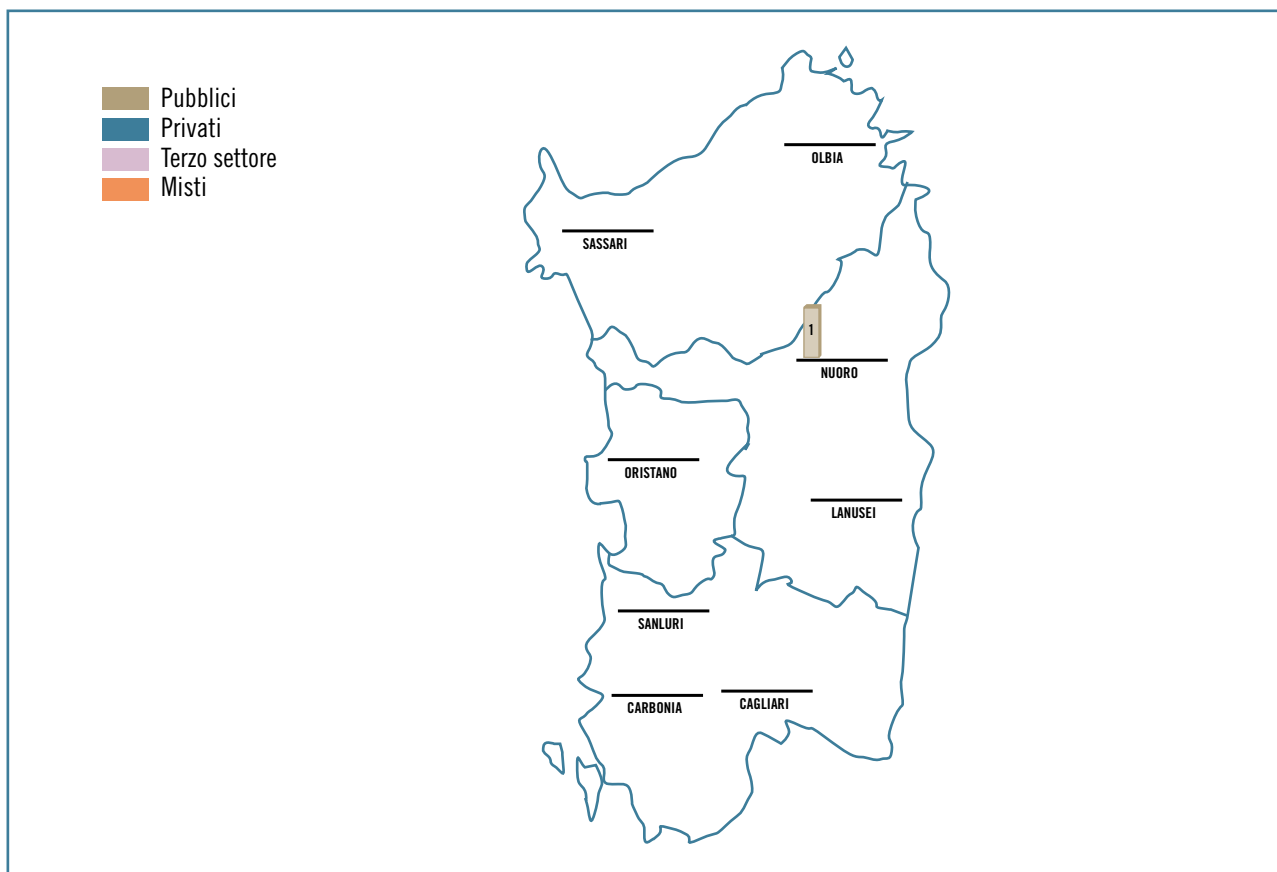 Pubblici
Privati
Terzo settore
Misti
OLBIA
SASSARI
1
NUORO
ORISTANO
LANUSEI
SANLURI
CARBONIA
CAGLIARI